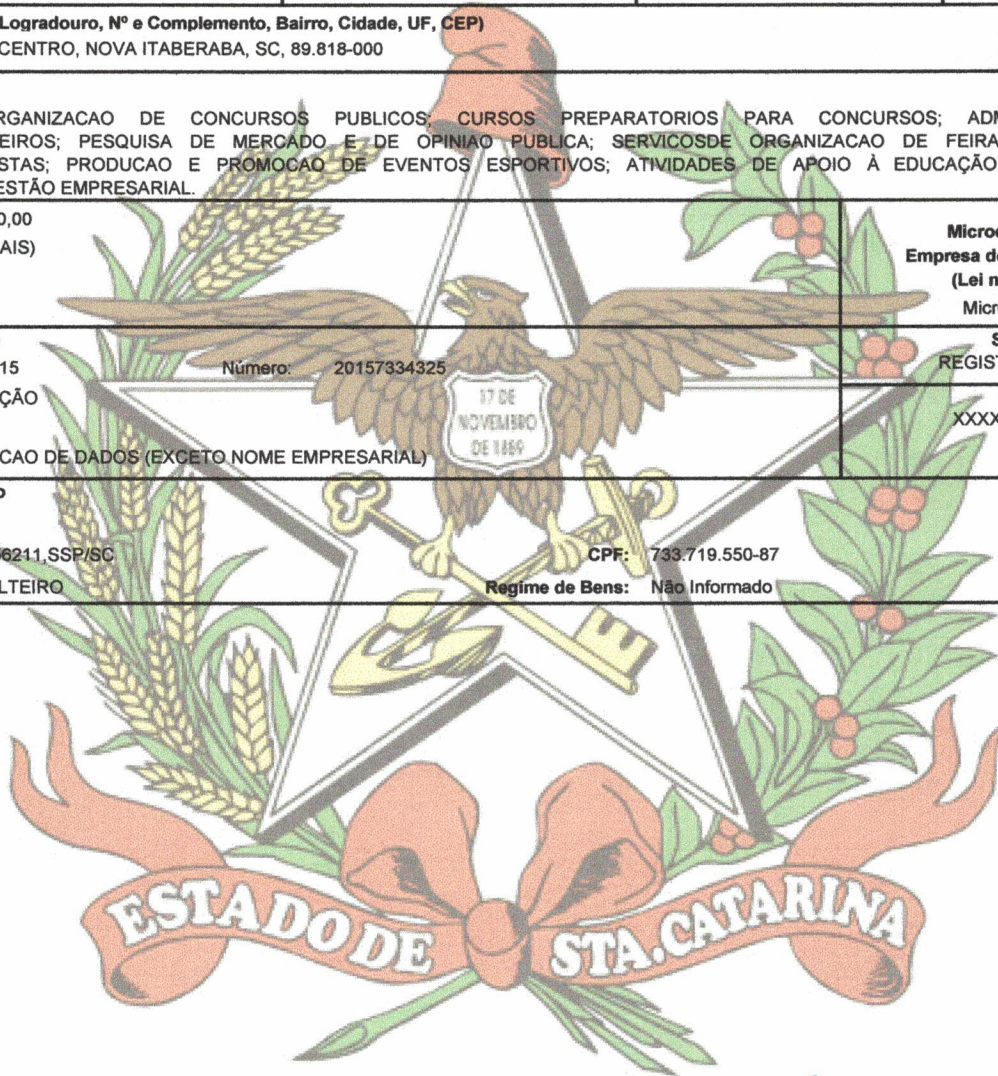 Logradouro, Nº e Complemento, Bairro, Cidade, UF, CEP)
CENTRO, NOVA ITABERABA, SC, 89.818-000
RGANIZACAO DE CONCURSOS PUBLICOS; CURSOS PREPARATORIOS PARA CONCURSOS; ADM
EIROS; PESQUISA DE MERCADO E DE OPINIAO PUBLICA; SERVICOSDE ORGANIZACAO DE FEIRA
STAS; PRODUCAO E PROMOCAO DE EVENTOS ESPORTIVOS; ATIVIDADES DE APOIO À EDUCAÇÃO
ESTÃO EMPRESARIAL.
0,00
AIS)
Microe
Empresa de
(Lei n
Micr
15 Número: 20157334325
ÇÃO
CAO DE DADOS (EXCETO NOME EMPRESARIAL)
S
REGIST
XXXX
17 DE
NOVEMBRO
DE 1889
P
6211,SSP/SC CPF: 733.719.550-87
LTEIRO Regime de Bens: Não Informado
ESTADO DE STA.CATARINA